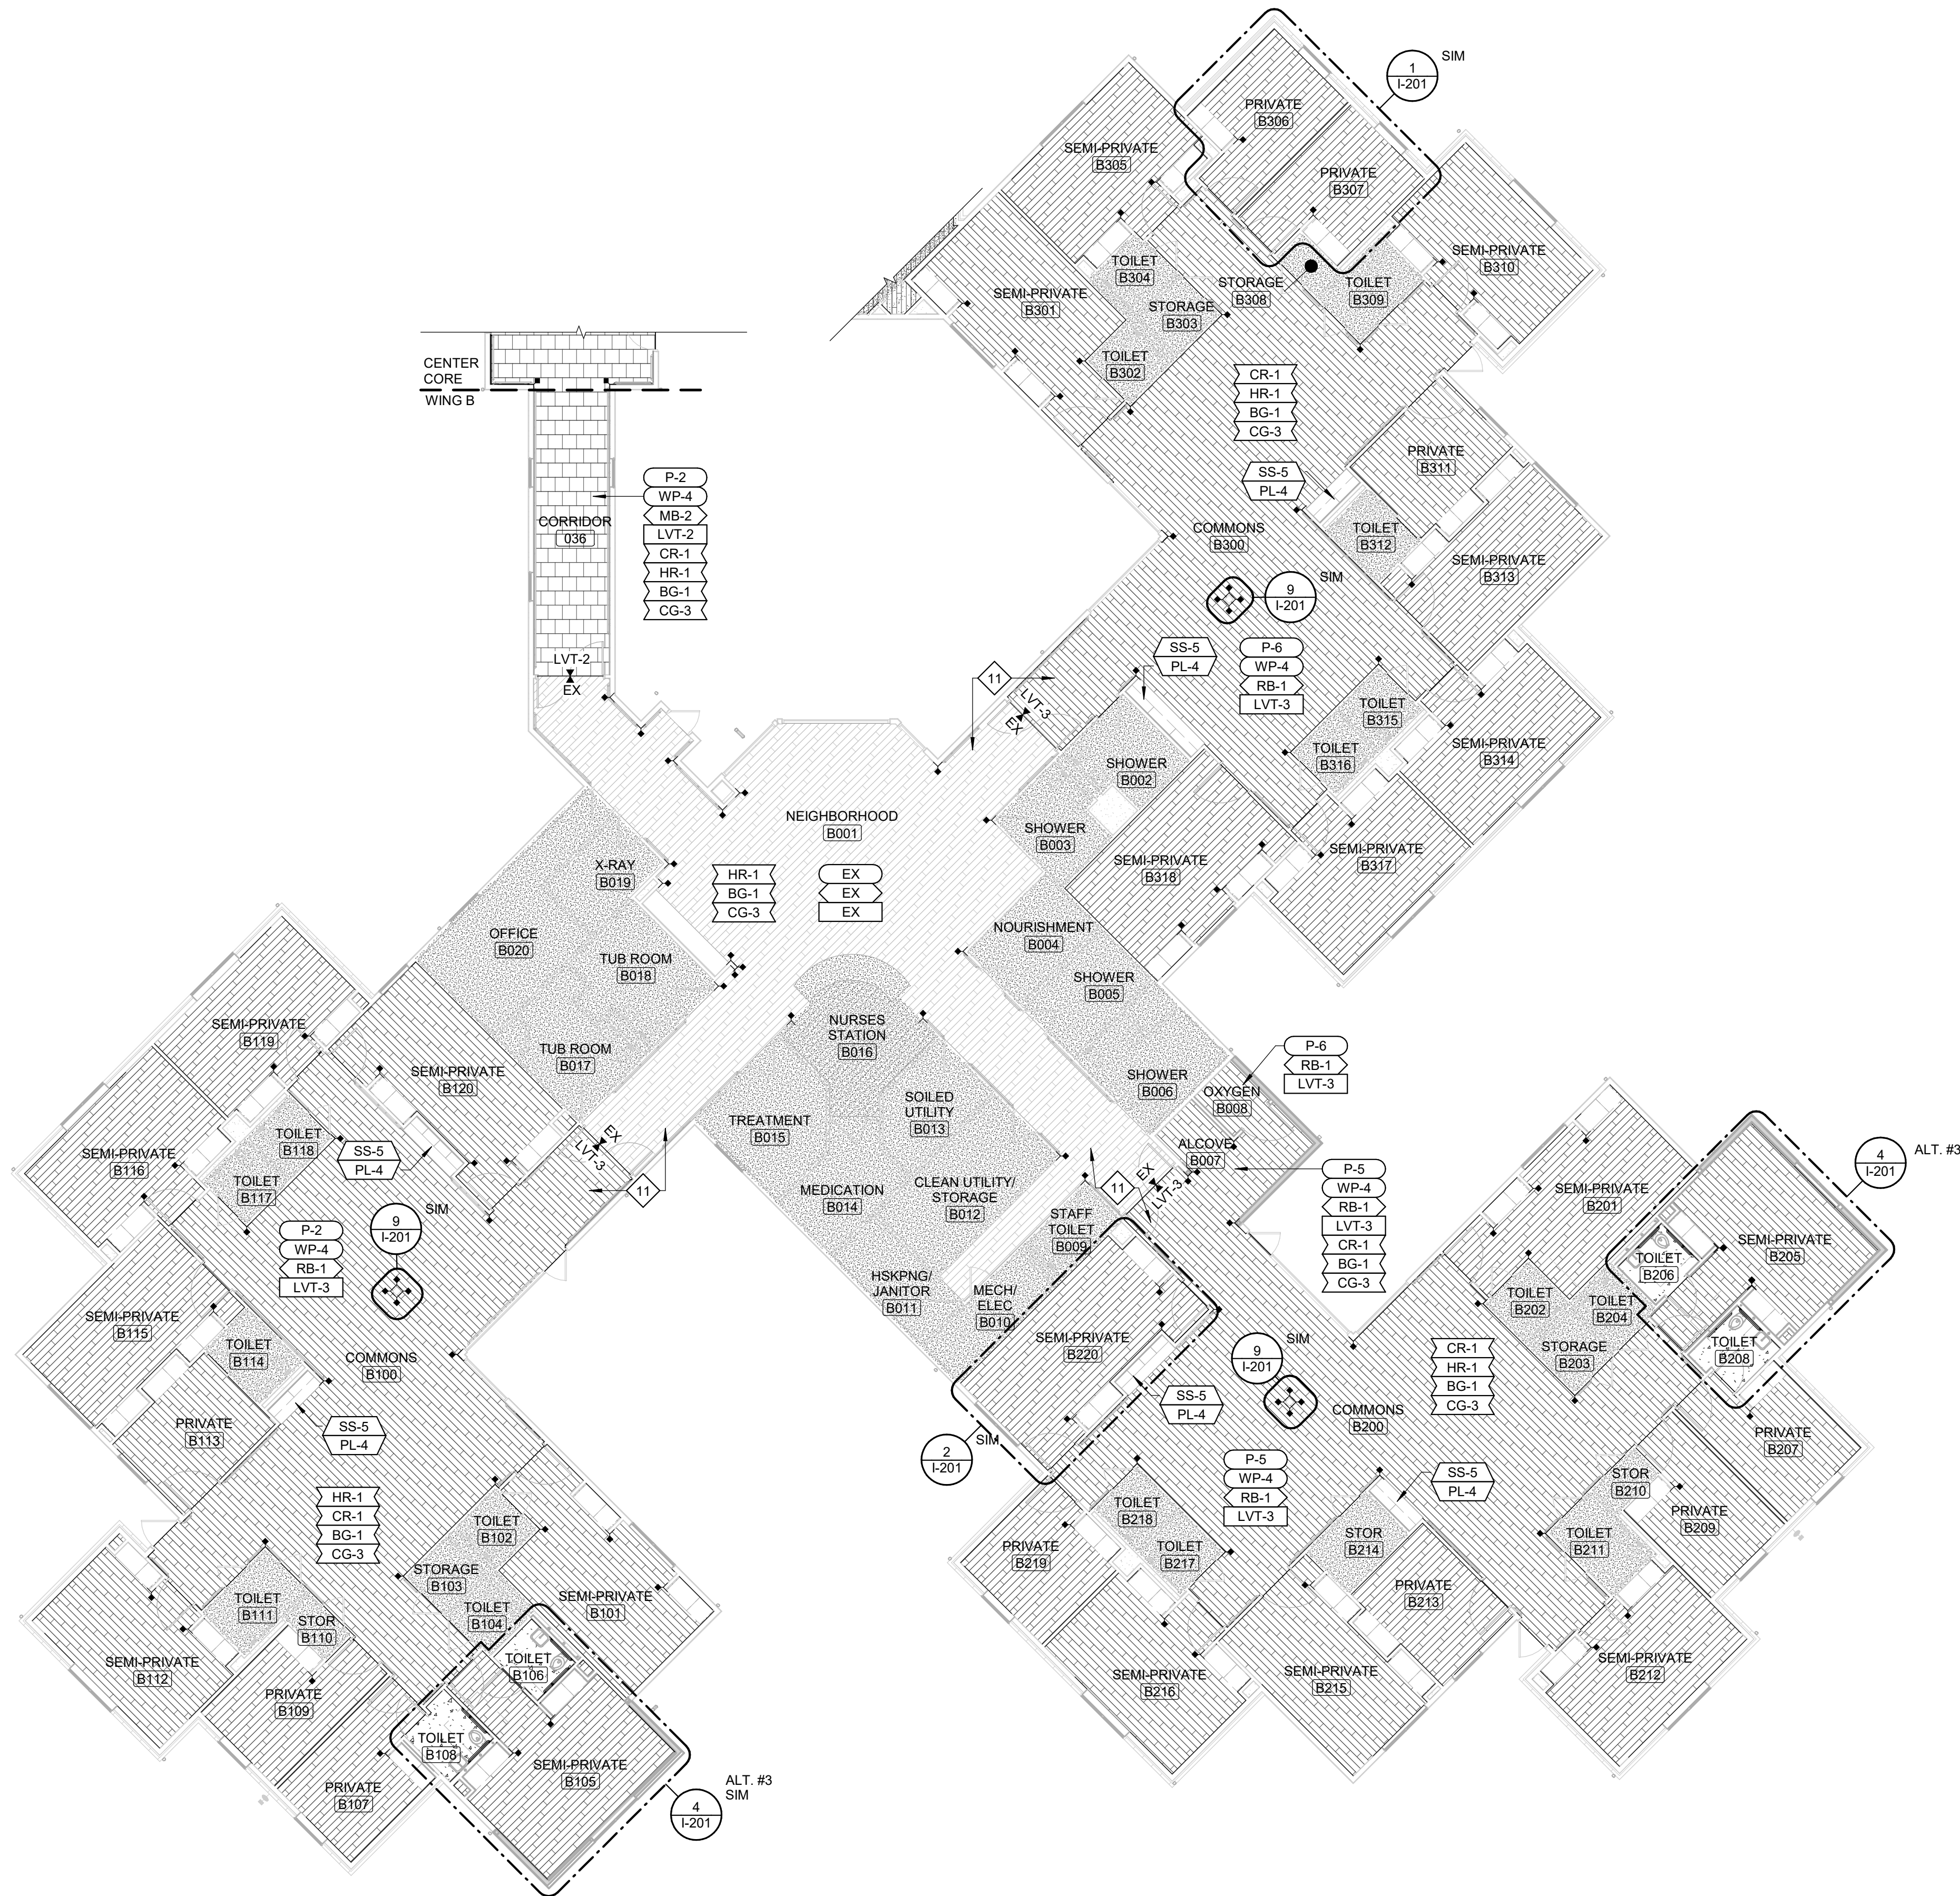 1
I-201
SIM
PRIVATE
B306
SEMI-PRIVATE
B305
PRIVATE
B307
SEMI-PRIVATE
B310
TOILET
B304
STORAGE
B308
TOILET
B309
SEMI-PRIVATE
B301
STORAGE
B303
TOILET
B302
CENTER
CORE
WING B
CR-1
HR-1
BG-1
CG-3
PRIVATE
B311
SS-5
PL-4
P-2
WP-4
MB-2
LVT-2
CR-1
HR-1
BG-1
CG-3
CORRIDOR
036
COMMONS
B300
TOILET
B312
SEMI-PRIVATE
B313
9
I-201
SIM
LVT-2
EX
SS-5
PL-4
P-6
WP-4
RB-1
LVT-3
11
LVT-3
EX
TOILET
B315
TOILET
B316
SEMI-PRIVATE
B314
SHOWER
B002
NEIGHBORHOOD
B001
SHOWER
B003
SEMI-PRIVATE
B318
SEMI-PRIVATE
B317
X-RAY
B019
HR-1
BG-1
CG-3
EX
EX
EX
OFFICE
B020
TUB ROOM
B018
NOURISHMENT
B004
SHOWER
B005
NURSES
STATION
B016
SEMI-PRIVATE
B119
TUB ROOM
B017
SEMI-PRIVATE
B120
P-6
RB-1
LVT-3
SHOWER
B006
OXYGEN
B008
SOILED
UTILITY
B013
TREATMENT
B015
EX
LVT-3
TOILET
B118
SS-5
PL-4
SEMI-PRIVATE
B116
TOILET
B117
11
ALCOVE
B007
EX
LVT-3
P-5
WP-4
RB-1
LVT-3
CR-1
BG-1
CG-3
4
I-201
ALT. #3
MEDICATION
B014
CLEAN UTILITY/
STORAGE
B012
11
STAFF
TOILET
B009
SEMI-PRIVATE
B201
SEMI-PRIVATE
B205
TOILET
B206
P-2
WP-4
RB-1
LVT-3
9
I-201
SIM
HSKPNG/
JANITOR
B011
MECH/
ELEC
B010
TOILET
B202
TOILET
B204
SEMI-PRIVATE
B115
TOILET
B114
COMMONS
B100
SEMI-PRIVATE
B220
9
I-201
SIM
CR-1
HR-1
BG-1
CG-3
STORAGE
B203
TOILET
B208
SS-5
PL-4
COMMONS
B200
PRIVATE
B113
SS-5
PL-4
2
I-201
SIM
PRIVATE
B207
P-5
WP-4
RB-1
LVT-3
SS-5
PL-4
STOR
B210
HR-1
CR-1
BG-1
CG-3
TOILET
B102
TOILET
B218
STOR
B214
PRIVATE
B209
TOILET
B211
PRIVATE
B219
TOILET
B217
STORAGE
B103
TOILET
B111
STOR
B110
SEMI-PRIVATE
B101
PRIVATE
B213
TOILET
B104
SEMI-PRIVATE
B112
TOILET
B106
SEMI-PRIVATE
B216
SEMI-PRIVATE
B215
SEMI-PRIVATE
B212
PRIVATE
B109
TOILET
B108
SEMI-PRIVATE
B105
PRIVATE
B107
ALT. #3
SIM
4
I-201